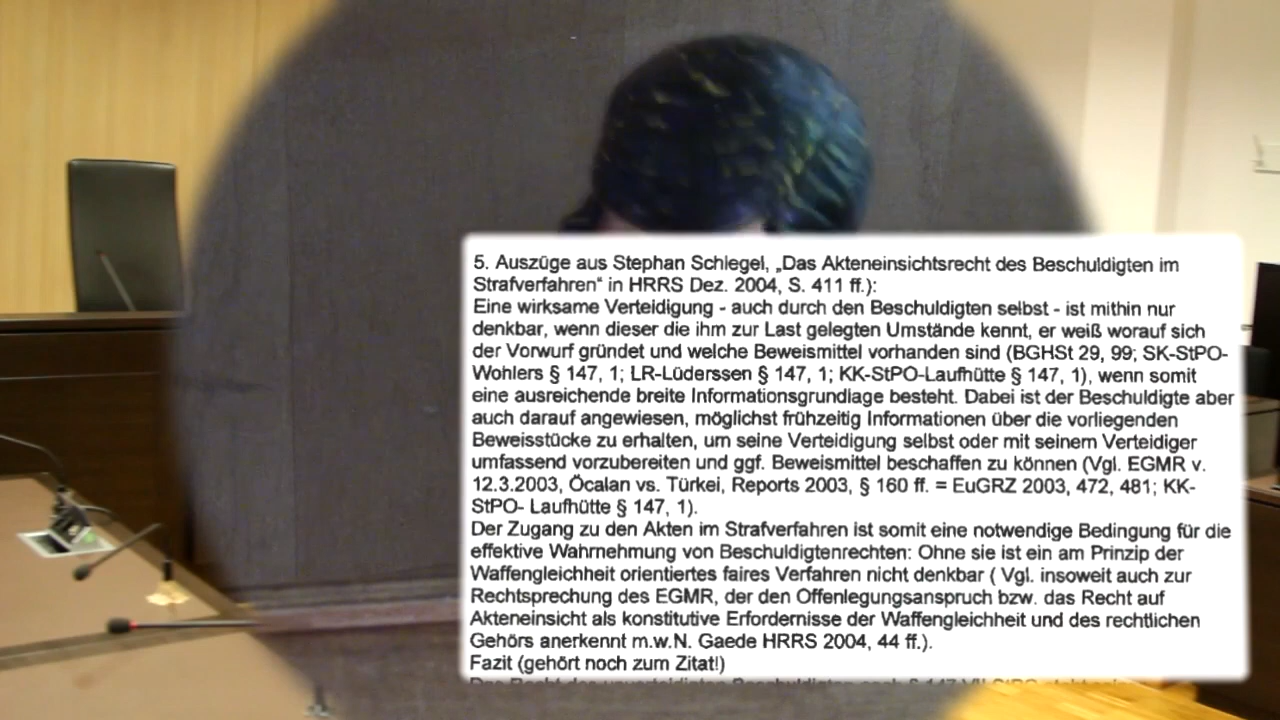 5. Auszüge aus Stephan Schlegel, „Das Akteneinsichtsrecht des Beschuldigten im
Strafverfahren“ in HRRS Dez. 2004, S. 411 ff.):
Eine wirksame Verteidigung - auch durch den Beschuldigten selbst - ist mithin nur
denkbar, wenn dieser die ihm zur Last gelegten Umstände kennt, er weiß worauf sich
der Vorwurf gründet und welche Beweismittel vorhanden sind (BGHSt 29, 99; SK-StPO-
Wohlers § 147, 1; LR-Lüderssen § 147, 1; KK-StPO-Laufhütte § 147, 1), wenn somit
eine ausreichende breite Informationsgrundlage besteht. Dabei ist der Beschuldigte aber
auch darauf angewiesen, möglichst frühzeitig Informationen über die vorliegenden
Beweisstücke zu erhalten, um seine Verteidigung selbst oder mit seinem Verteidiger
umfassend vorzubereiten und ggf. Beweismittel beschaffen zu können (Vgl. EGMR v.
12.3.2003, Öcalan vs. Türkei, Reports 2003, § 160 ff. = EuGRZ 2003, 472, 481; KK-
StPO- Laufhütte § 147, 1).
Der Zugang zu den Akten im Strafverfahren ist somit eine notwendige Bedingung für die
effektive Wahrnehmung von Beschuldigtenrechten: Ohne sie ist ein am Prinzip der
Waffengleichheit orientiertes faires Verfahren nicht denkbar ( Vgl. insoweit auch zur
Rechtsprechung des EGMR, der den Offenlegungsanspruch bzw. das Recht auf
Akteneinsicht als konstitutive Erfordernisse der Waffengleichheit und des rechtlichen
Gehörs anerkennt m.w.N. Gaede HRRS 2004, 44 ff.).
Fazit (gehört noch zum Zitat!)